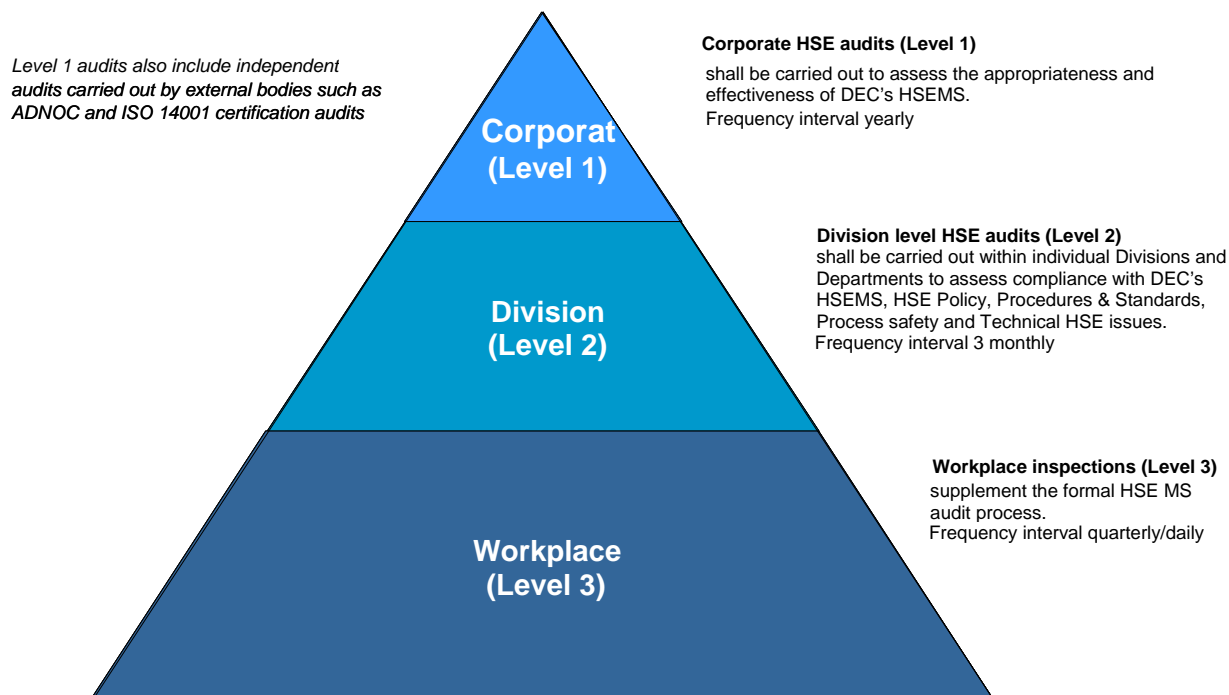 Level 1 audits also include independent
audits carried out by external bodies such as
ADNOC and ISO 14001 certification audits
Corporate HSE audits (Level 1)
shall be carried out to assess the appropriateness and
effectiveness of DEC's HSEMS.
Frequency interval yearly
Corporat
(Level 1)
Division level HSE audits (Level 2)
shall be carried out within individual Divisions and
Departments to assess compliance with DEC's
HSEMS, HSE Policy, Procedures & Standards,
Process safety and Technical HSE issues.
Frequency interval 3 monthly
Division
(Level 2)
Workplace inspections (Level 3)
supplement the formal HSE MS
audit process.
Frequency interval quarterly/daily
Workplace
(Level 3)